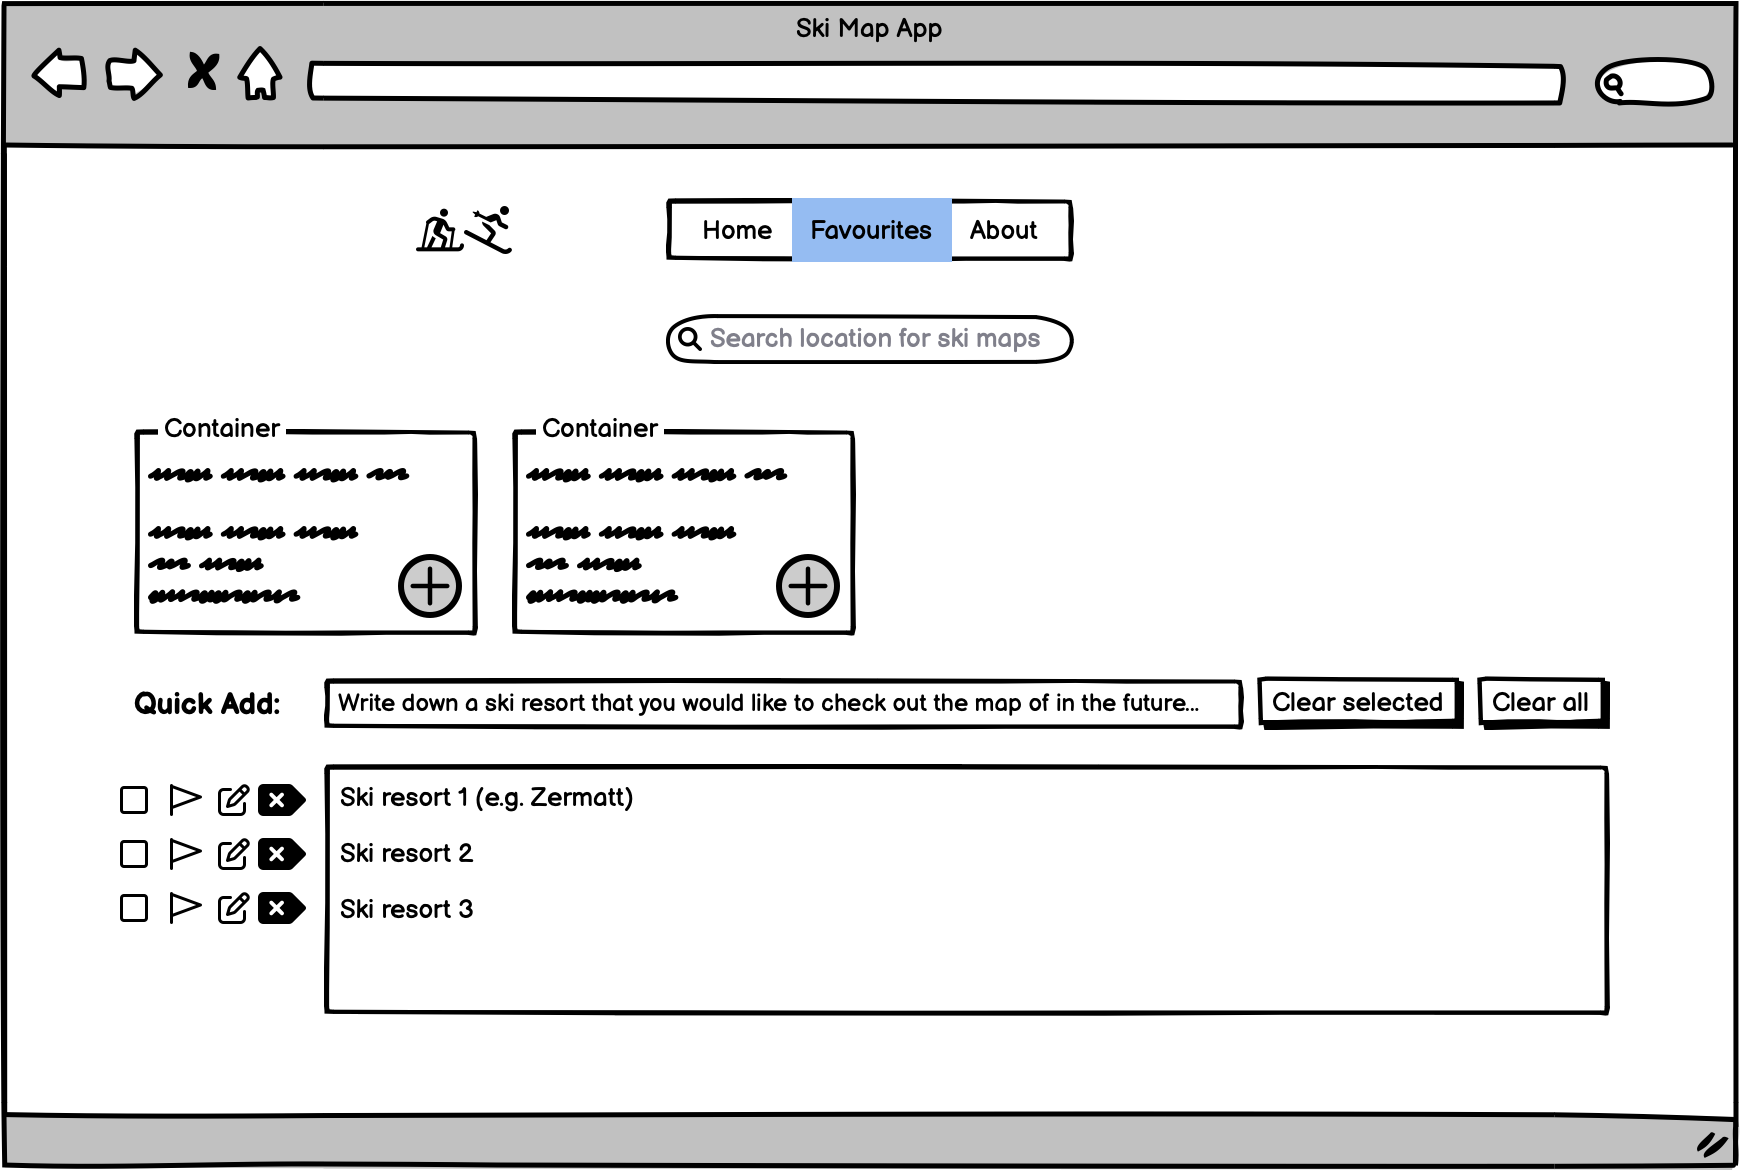 Ski Map App
Home Favourites About
Search location for ski maps
Container Container
Quick Add: Write down a ski resort that you would like to check out the map of in the future... Clear selected Clear all
Ski resort 1 (e.g. Zermatt)
Ski resort 2
Ski resort 3